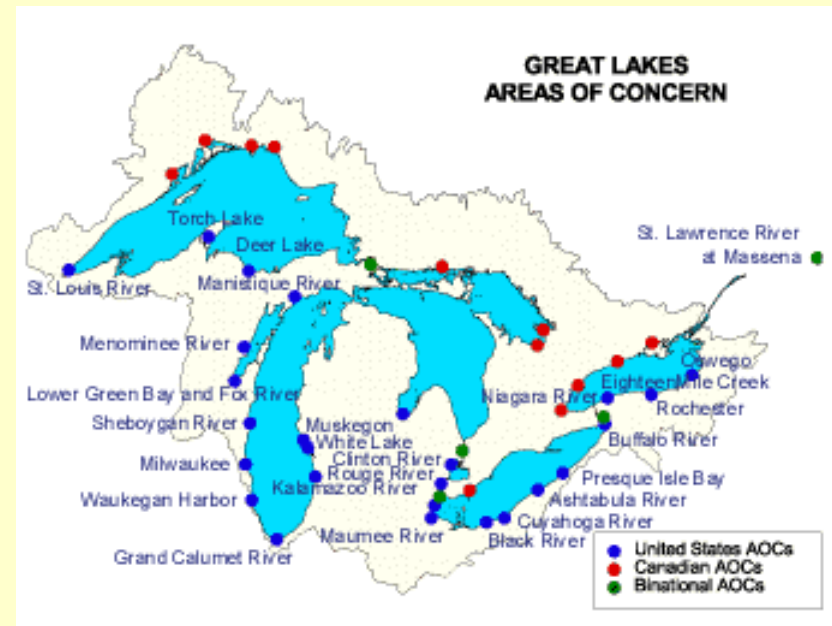 GREAT LAKES
AREAS OF CONCERN
Torch Lake
Deer Lake
St. Lawrence River
at Massena
St. Louis River
Manistique River
Menominee River
Oswego
Lower Green Bay and Fox River
Niagara River
EighteenMile Creek
Rochester
Sheboygan River
Muskegon
White Lake
Buffalo River
Milwaukee
Clinton River
Rouge River
Presque Isle Bay
Waukegan Harbor
Kalamazoo River
Ashtabula River
Cuyahoga River
Maumee River
Black River
Grand Calumet River
United States AOCs
Canadian AOCs
Binational AOCs